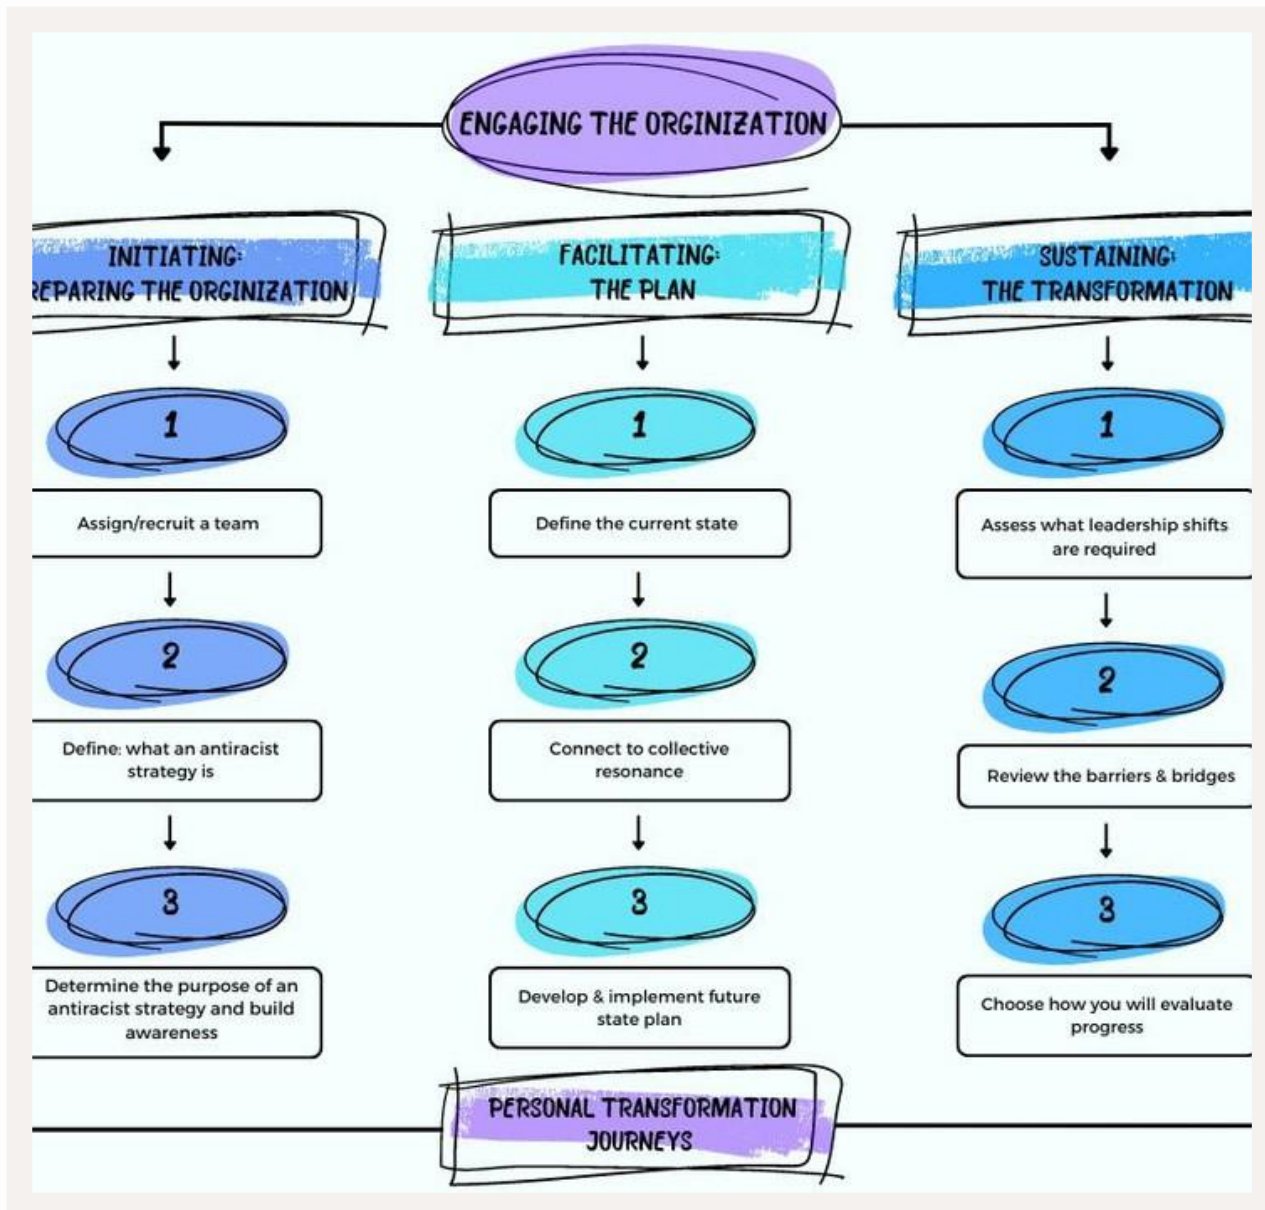 ENGAGING THE ORGINIZATION
INITIATING:
REPARING THE ORGINIZATION
1
Assign/recruit a team
2
Define: what an antiracist
strategy is
3
Determine the purpose of an
antiracist strategy and build
awareness
FACILITATING:
THE PLAN
1
Define the current state
2
Connect to collective
resonance
3
Develop & implement future
state plan
SUSTAINING:
THE TRANSFORMATION
1
Assess what leadership shifts
are required
2
Review the barriers & bridges
3
Choose how you will evaluate
progress
PERSONAL TRANSFORMATION
JOURNEYS